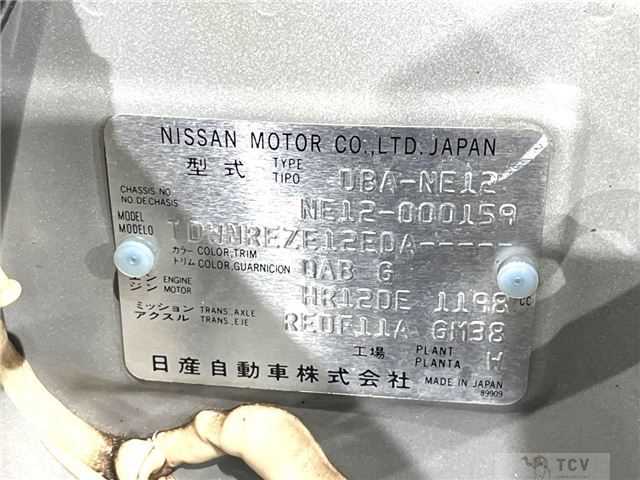 NISSAN MOTOR CO.,LTD. JAPAN
型式 TYPE TIPO DBA-NE12
CHASSIS NO NO DE CHASIS NE12-000159
MODEL MODELO TDWNREZE12EDA-----
カラー COLOR,TRIM
トリム COLOR,GUARNICION QAB G
エンジン ENGINE MOTOR HR12DE 1198 CC
ミッション TRANS.,AXLE
アクスル TRANS.,EJE RE0F11A GM38
工場 PLANT PLANTA H
日産自動車株式会社 MADE IN JAPAN
89909
TCV